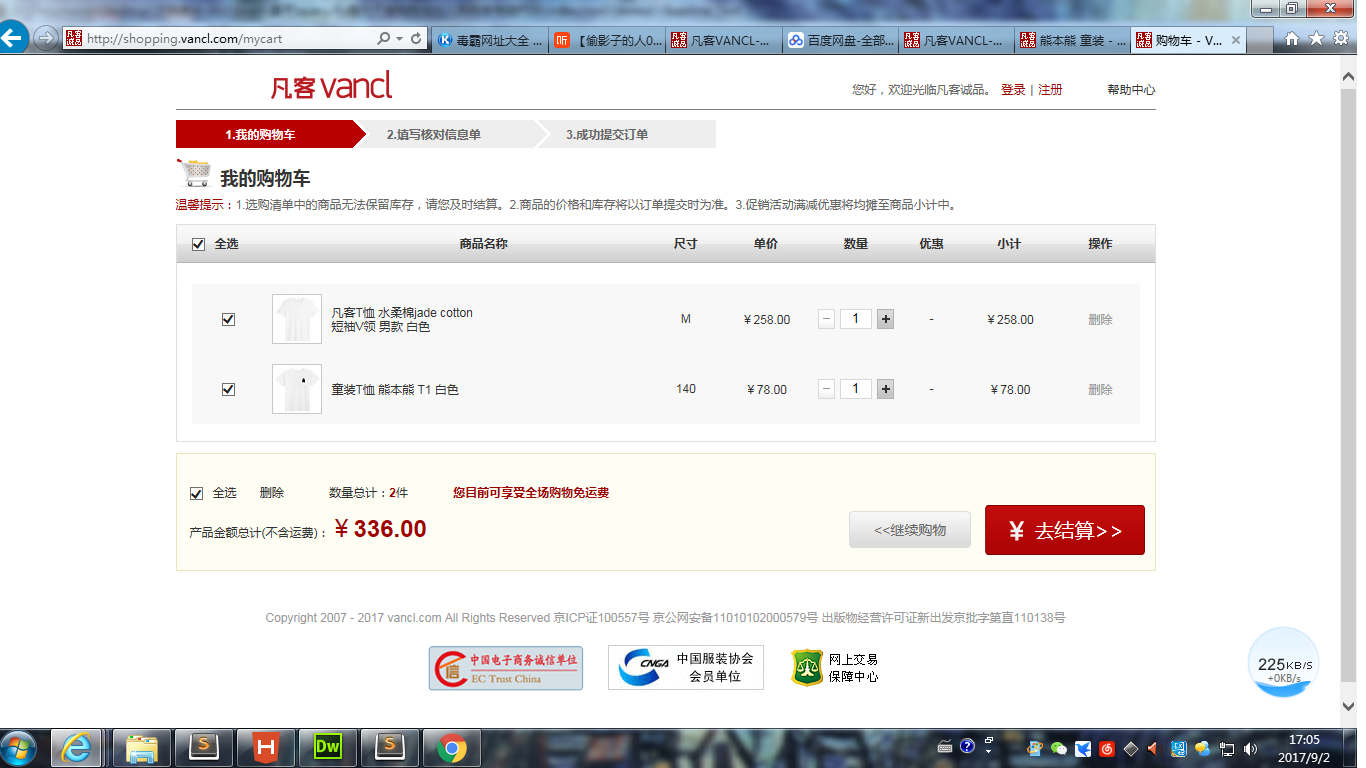 http://shopping.vancl.com/mycart
毒霸网址大全 ...
【偷影子的人0...
凡客VANCL-...
百度网盘-全部...
凡客VANCL-...
熊本熊 童装 - ...
购物车 - V...
凡客 vancl
您好，欢迎光临凡客诚品。 登录 | 注册 帮助中心
1.我的购物车 2.填写核对信息单 3.成功提交订单
我的购物车
温馨提示：1.选购清单中的商品无法保留库存，请您及时结算。2.商品的价格和库存将以订单提交时为准。3.促销活动满减优惠将均摊至商品小计中。
全选 商品名称 尺寸 单价 数量 优惠 小计 操作
凡客T恤 水柔棉jade cotton
短袖V领 男款 白色
M ￥258.00 − 1 + - ￥258.00 删除
童装T恤 熊本熊 T1 白色 140 ￥78.00 − 1 + - ￥78.00 删除
全选 删除 数量总计：2件 您目前可享受全场购物免运费
产品金额总计(不含运费)： ￥336.00
<<继续购物 ￥ 去结算>>
Copyright 2007 - 2017 vancl.com All Rights Reserved 京ICP证100557号 京公网安备11010102000579号 出版物经营许可证新出发京批字第直110138号
中国电子商务诚信单位
EC Trust China
CNGA 中国服装协会
会员单位
网上交易
保障中心
225KB/S
+0KB/s
17:05
2017/9/2